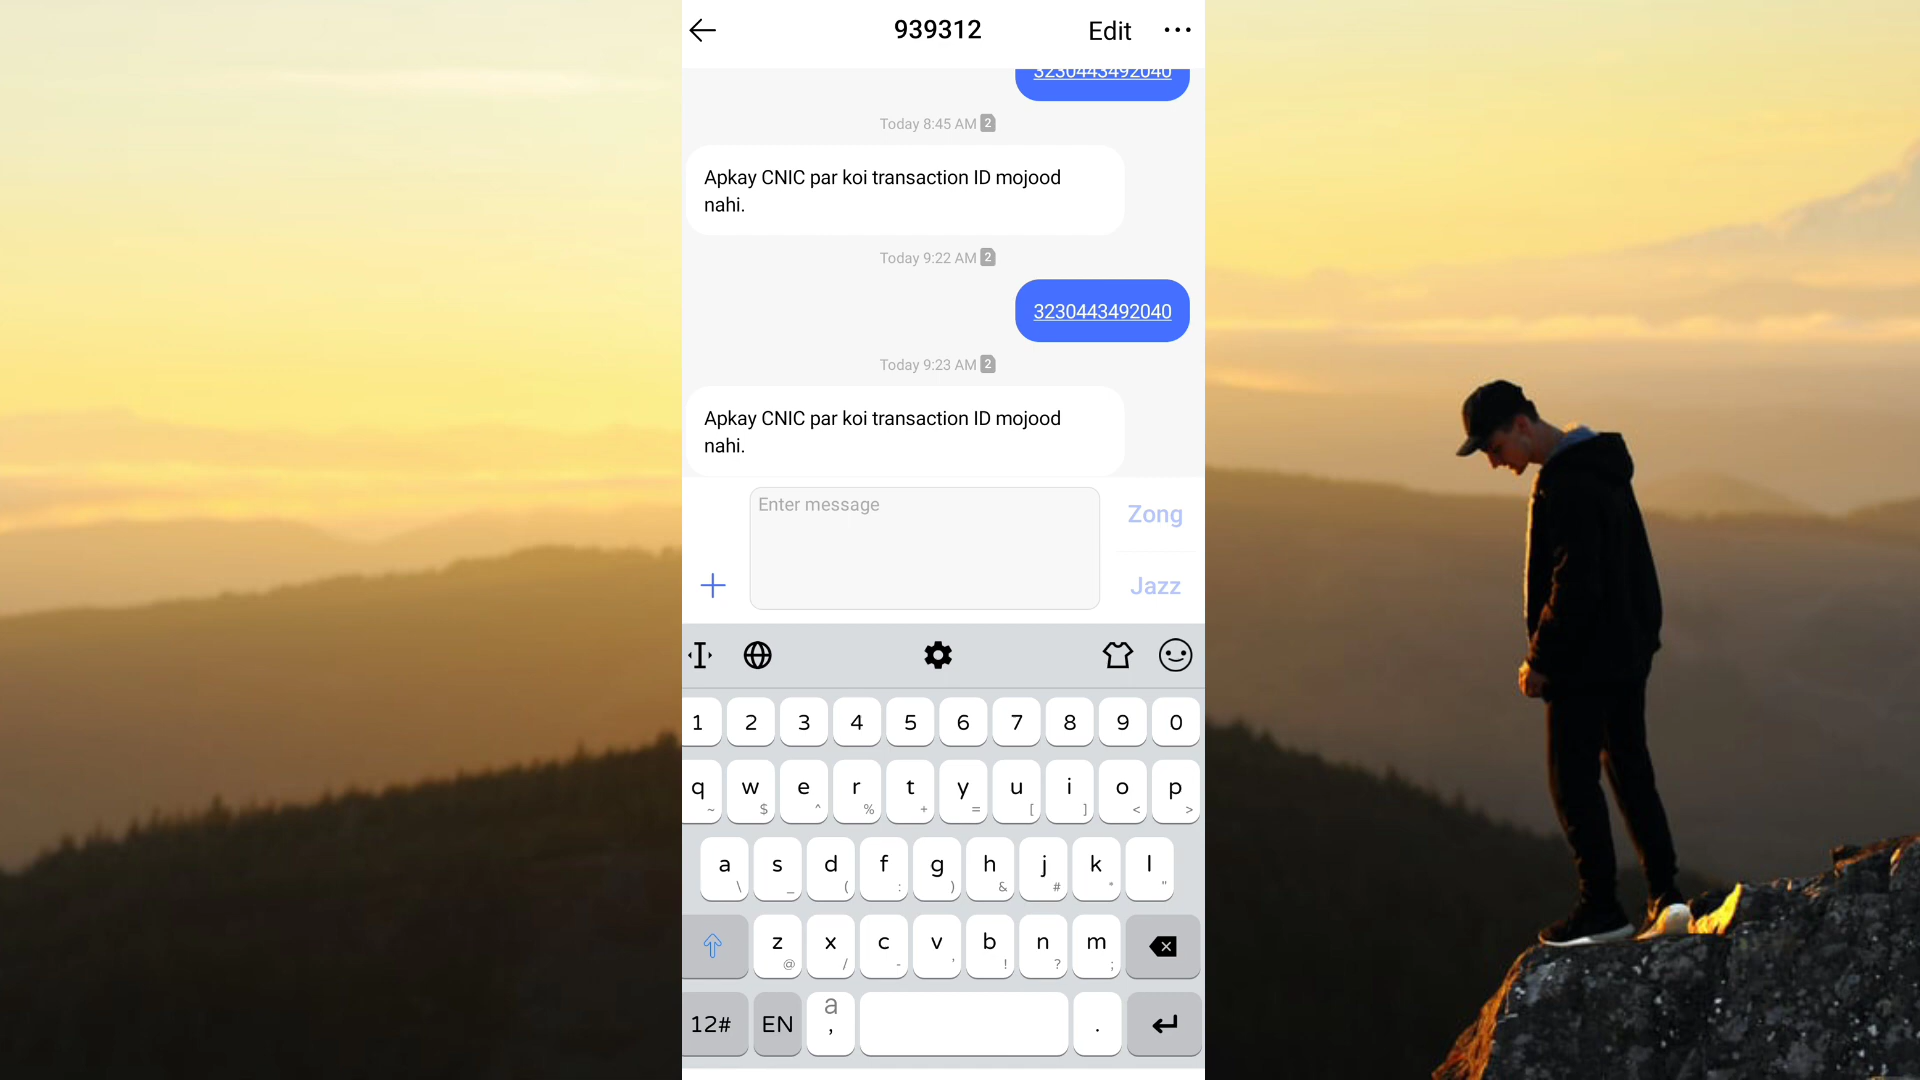 939312
Edit
3230443492040
Today 8:45 AM 2
Apkay CNIC par koi transaction ID mojood
nahi.
Today 9:22 AM 2
3230443492040
Today 9:23 AM 2
Apkay CNIC par koi transaction ID mojood
nahi.
Enter message
Zong
Jazz
1 2 3 4 5 6 7 8 9 0
q w e r t y u i o p
~ $ ^ % + = [ ] < >
a s d f g h j k l
\ _ ( : ) & # * "
z x c v b n m
@ / - ' ! ? ;
12# EN a , .